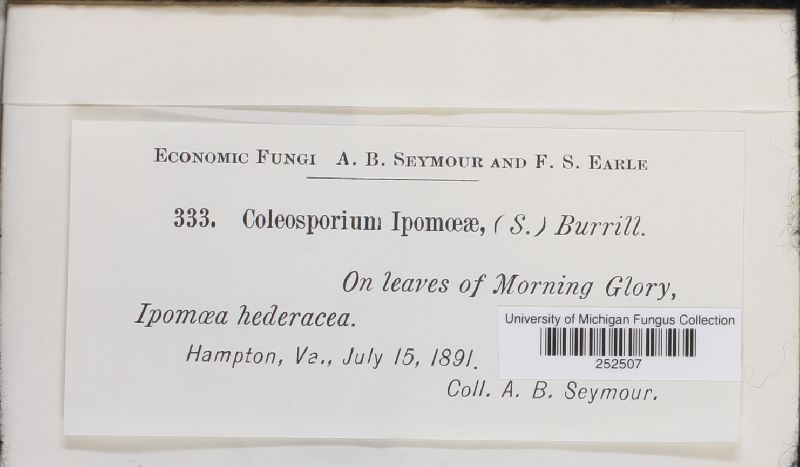 Economic Fungi A. B. Seymour and F. S. Earle
333. Coleosporium Ipomœæ, (S.) Burrill.
On leaves of Morning Glory,
Ipomœa hederacea.
Hampton, Va., July 15, 1891.
Coll. A. B. Seymour.
University of Michigan Fungus Collection
252507